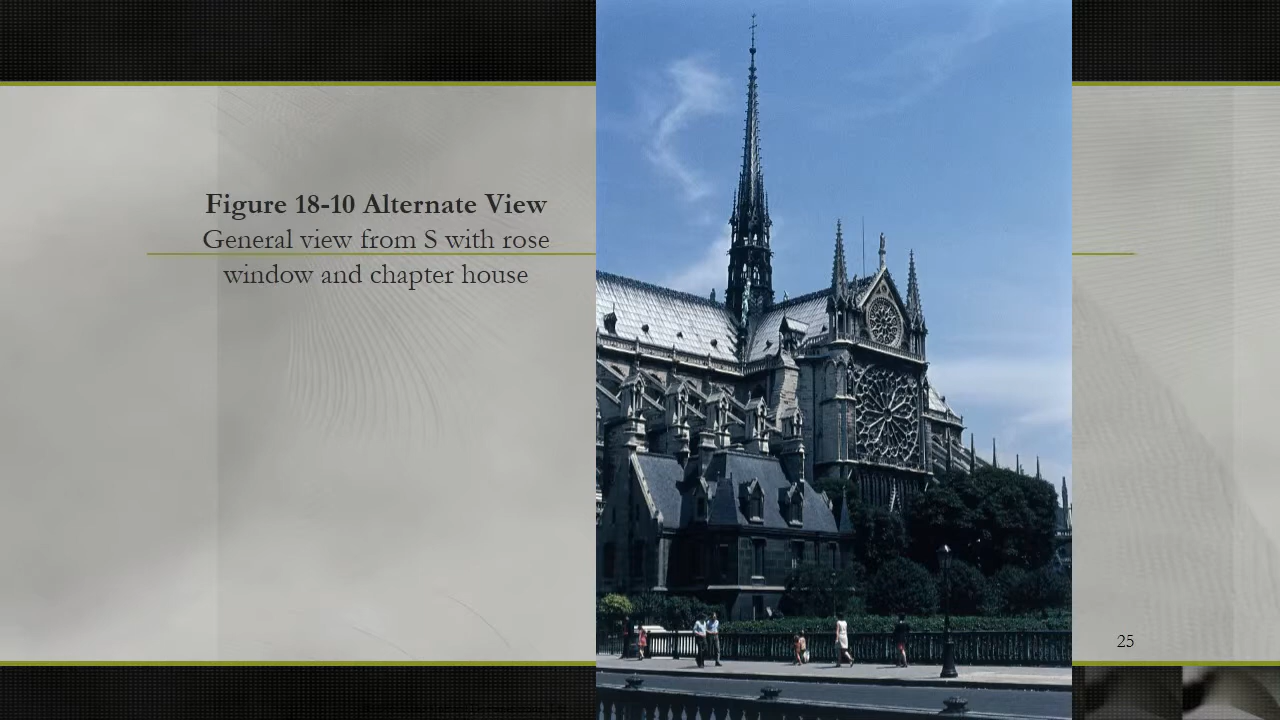 Figure 18-10 Alternate View
General view from S with rose
window and chapter house
25